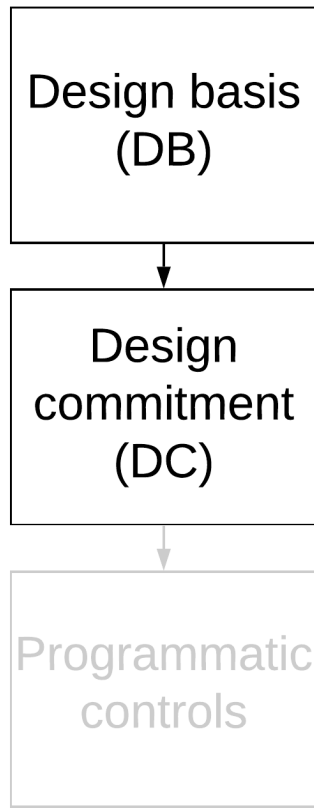 Design basis
(DB)
Design
commitment
(DC)
Programmatic
controls